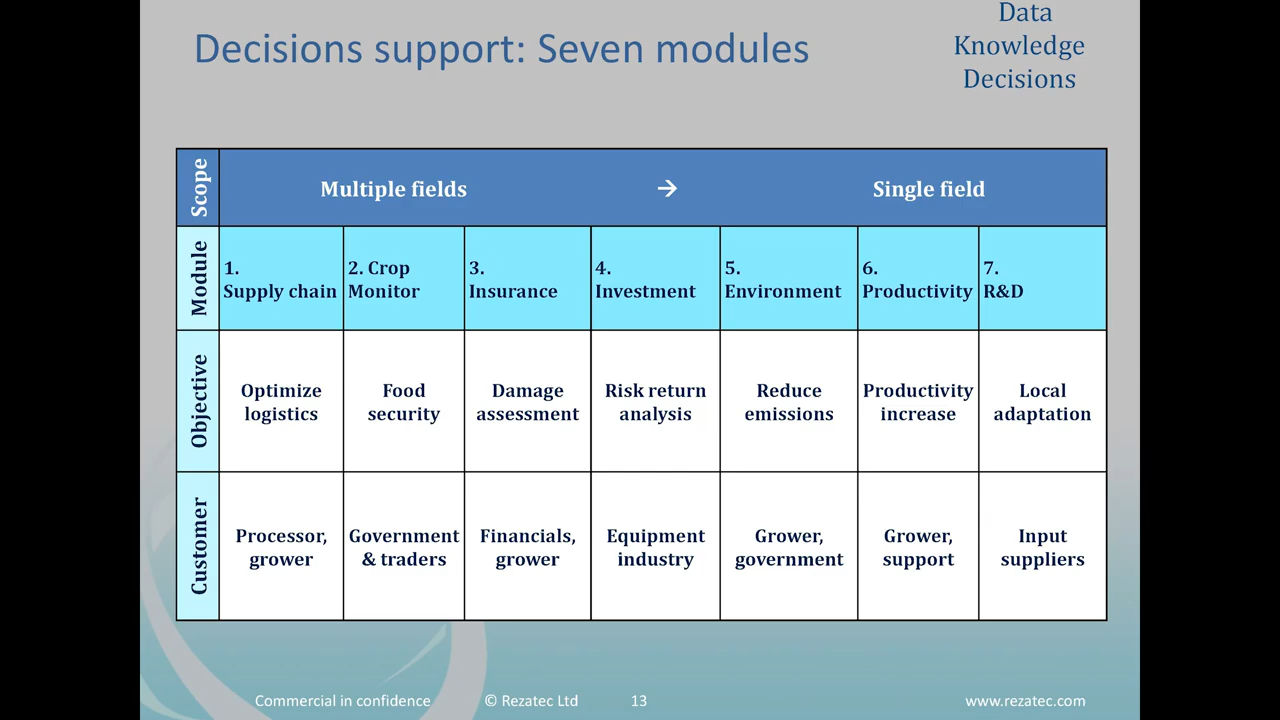 Decisions support: Seven modules
Data
Knowledge
Decisions
Scope
Multiple fields → Single field
Module
1.
Supply chain
2. Crop
Monitor
3.
Insurance
4.
Investment
5.
Environment
6.
Productivity
7.
R&D
Objective
Optimize
logistics
Food
security
Damage
assessment
Risk return
analysis
Reduce
emissions
Productivity
increase
Local
adaptation
Customer
Processor,
grower
Government
& traders
Financials,
grower
Equipment
industry
Grower,
government
Grower,
support
Input
suppliers
Commercial in confidence © Rezatec Ltd 13 www.rezatec.com